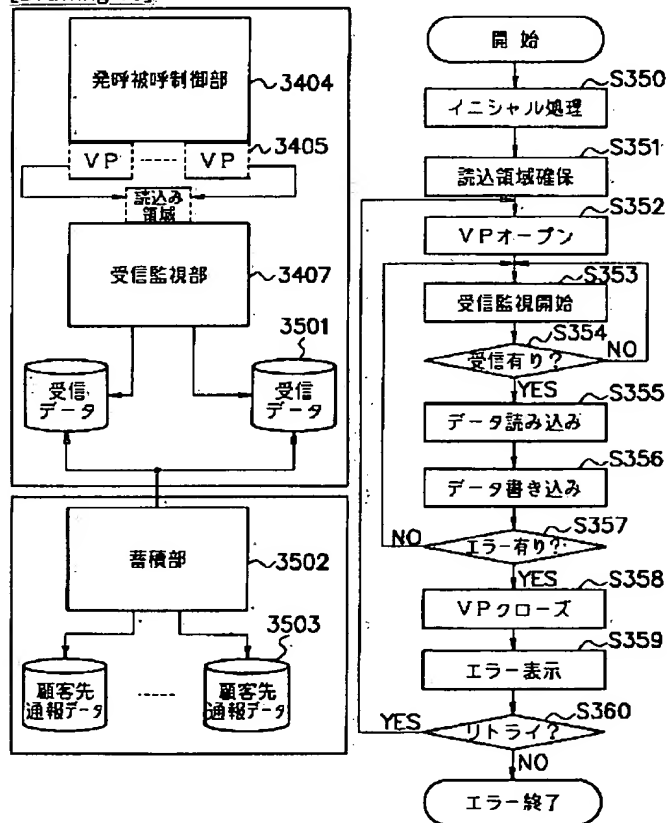 発呼被呼制御部
3404
VP
VP
3405
読込み
領域
受信監視部
3407
3501
受信
データ
受信
データ
蓄積部
3502
3503
顧客先
通報データ
顧客先
通報データ
開始
S350
イニシャル処理
S351
読込領域確保
S352
VPオープン
S353
受信監視開始
S354
受信有り?
NO
YES
S355
データ読み込み
S356
データ書き込み
S357
エラー有り?
NO
YES
S358
VPクローズ
S359
エラー表示
S360
リトライ?
YES
NO
エラー終了